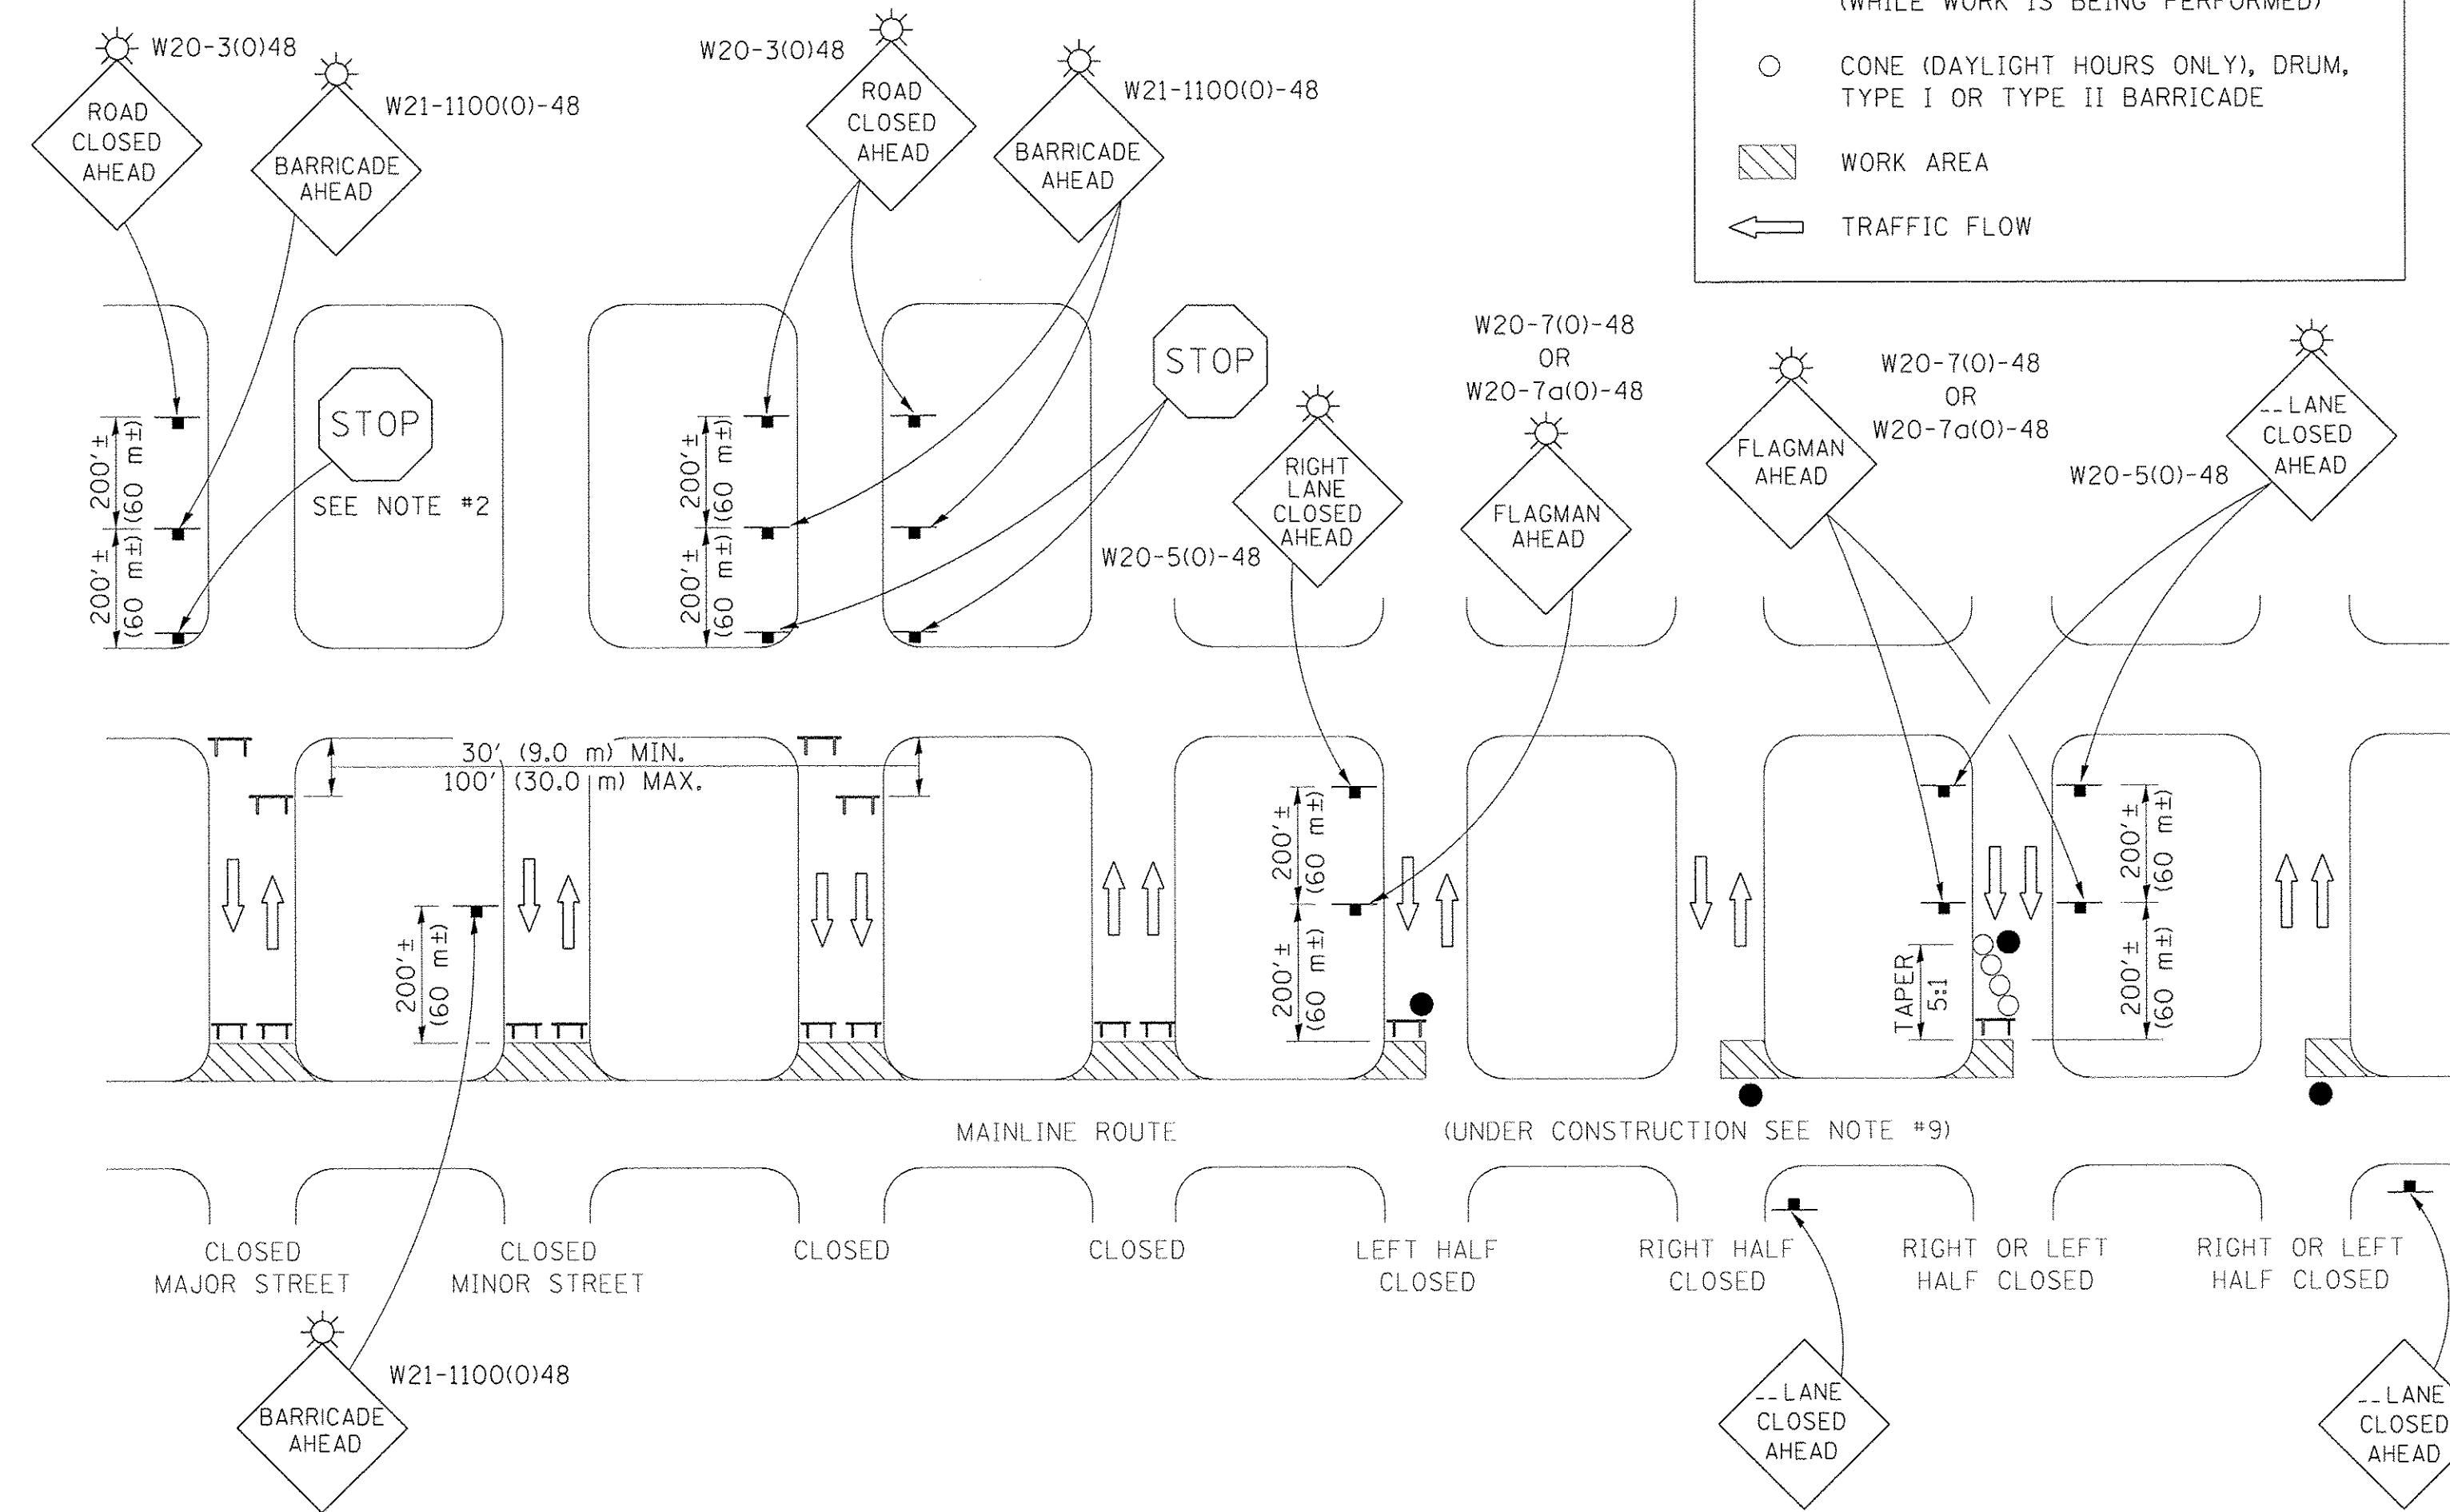 (WHILE WORK IS BEING PERFORMED)
CONE (DAYLIGHT HOURS ONLY), DRUM,
TYPE I OR TYPE II BARRICADE
WORK AREA
TRAFFIC FLOW
W20-3(O)48
ROAD
CLOSED
AHEAD
W21-1100(O)-48
BARRICADE
AHEAD
W20-3(O)48
ROAD
CLOSED
AHEAD
W21-1100(O)-48
BARRICADE
AHEAD
STOP
SEE NOTE #2
STOP
W20-5(O)-48
RIGHT
LANE
CLOSED
AHEAD
W20-7(O)-48
OR
W20-7a(O)-48
FLAGMAN
AHEAD
FLAGMAN
AHEAD
W20-7(O)-48
OR
W20-7a(O)-48
W20-5(O)-48
--LANE
CLOSED
AHEAD
200'±
(60 m±)
200'±
(60 m±)
200'±
(60 m±)
200'±
(60 m±)
30' (9.0 m) MIN.
100' (30.0 m) MAX.
200'±
(60 m±)
200'±
(60 m±)
200'±
(60 m±)
TAPER
5:1
200'±
(60 m±)
200'±
(60 m±)
MAINLINE ROUTE
(UNDER CONSTRUCTION SEE NOTE #9)
CLOSED
MAJOR STREET
CLOSED
MINOR STREET
CLOSED
CLOSED
LEFT HALF
CLOSED
RIGHT HALF
CLOSED
RIGHT OR LEFT
HALF CLOSED
RIGHT OR LEFT
HALF CLOSED
W21-1100(O)48
BARRICADE
AHEAD
--LANE
CLOSED
AHEAD
--LANE
CLOSED
AHEAD